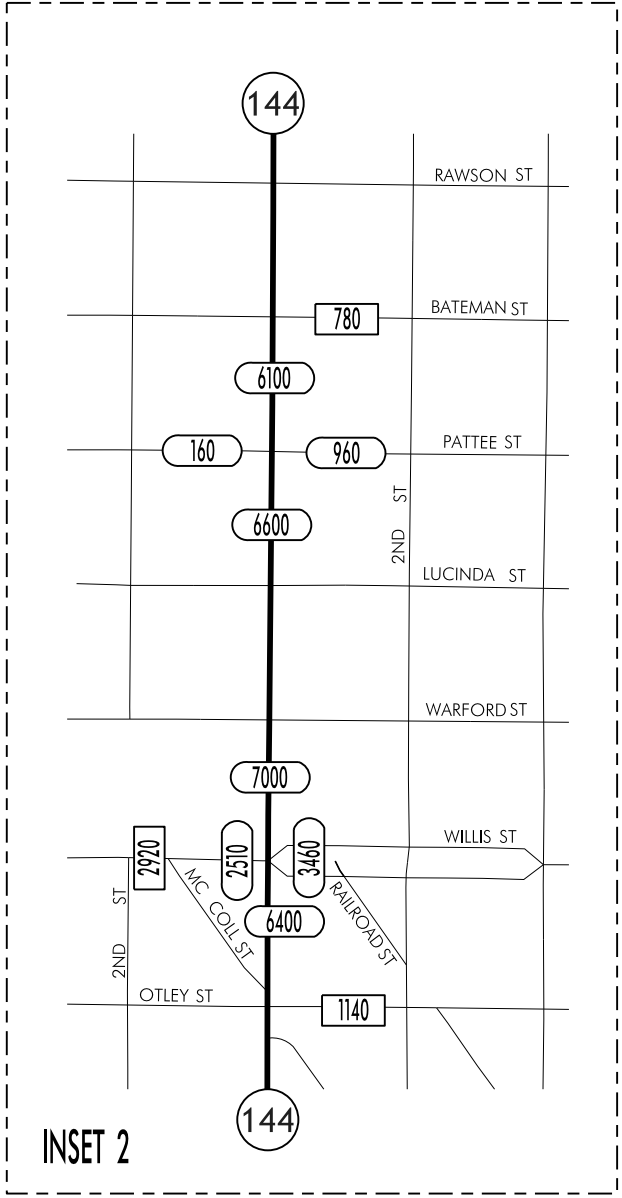 144
RAWSON ST
BATEMAN ST
780
6100
160
960
PATTEE ST
6600
2ND ST
LUCINDA ST
WARFORD ST
7000
2920
2510
3460
WILLIS ST
MC COLL ST
RAILROAD ST
6400
2ND ST
OTLEY ST
1140
144
INSET 2